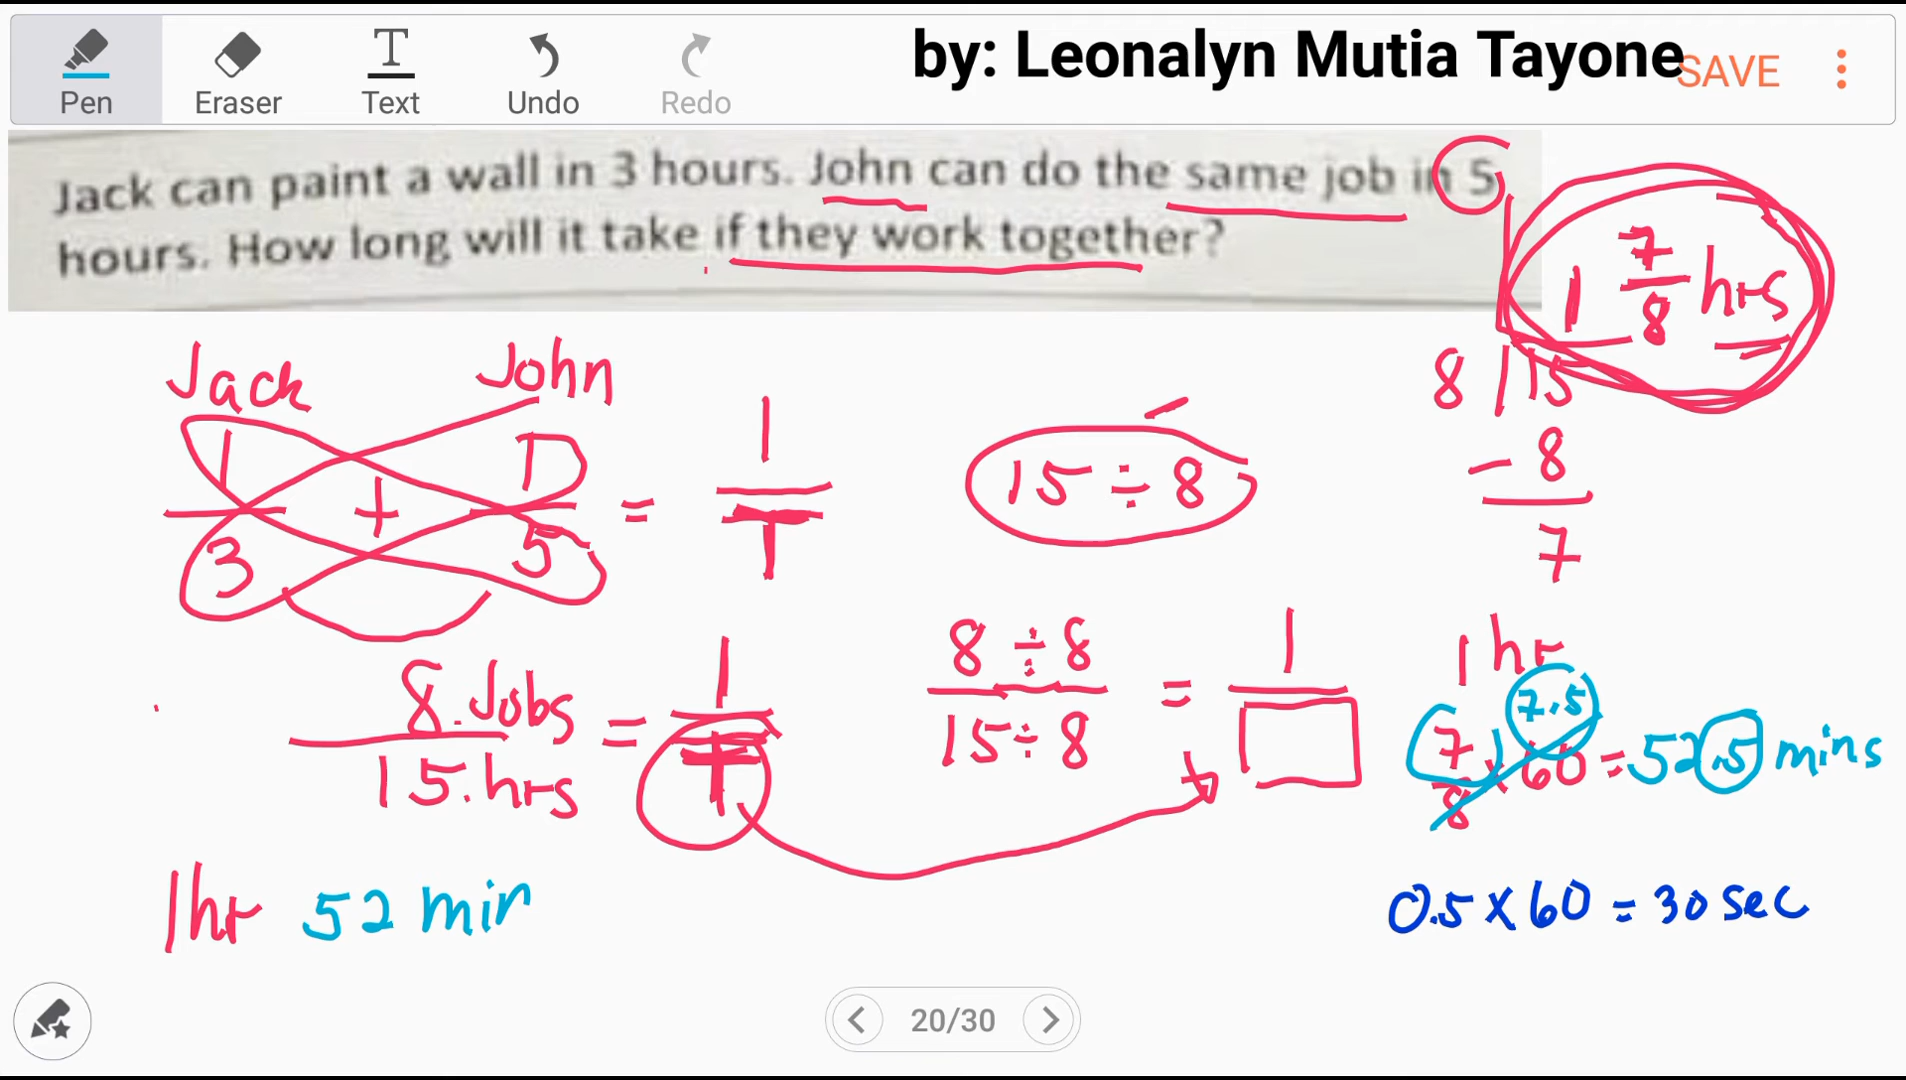 by: Leonalyn Mutia Tayone
Pen Eraser Text Undo Redo SAVE
Jack can paint a wall in 3 hours. John can do the same job in 5
hours. How long will it take if they work together?
1 7/8 hrs
Jack John
1/3 + 1/5 = 1/T
15 ÷ 8
8 15
- 8
7
8 jobs / 15 hrs = 1/T
8 ÷ 8 / 15 ÷ 8 = 1/□
1 hr
7.5
7/8 x 60 = 52.5 mins
1hr 52 min
0.5 x 60 = 30 sec
20/30